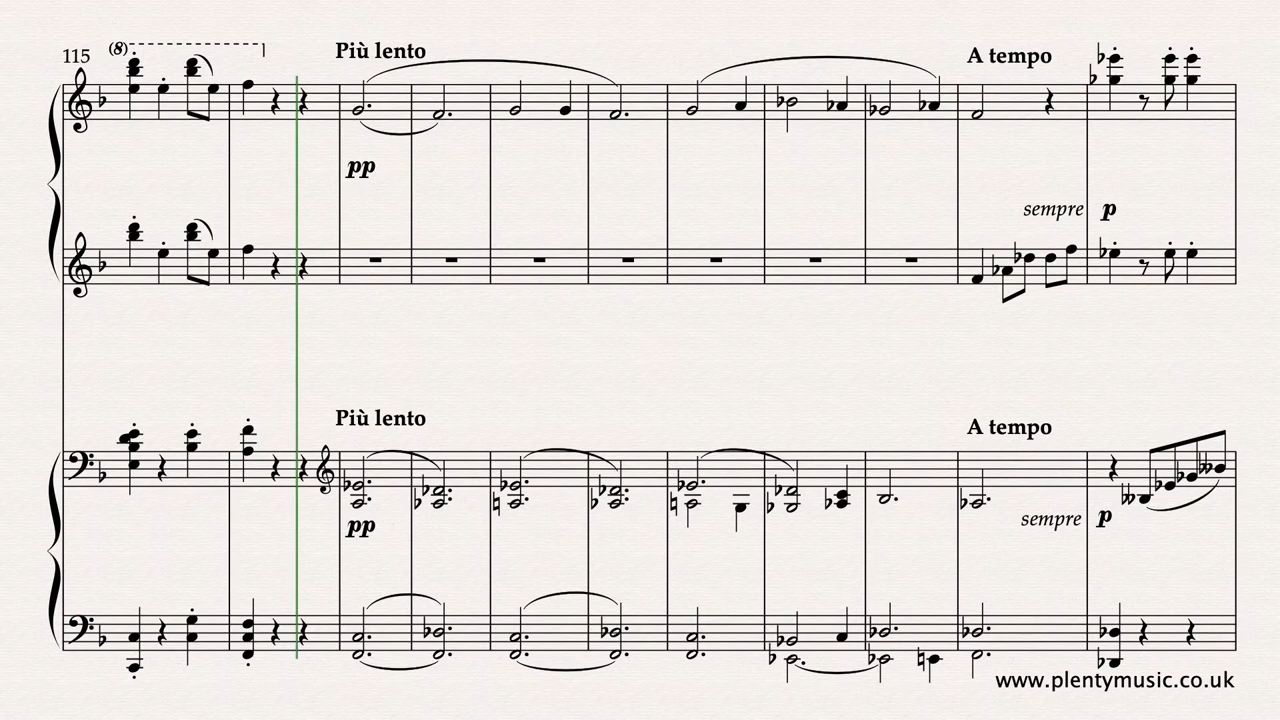 115 (8)
Più lento
A tempo
pp
sempre p
Più lento
A tempo
pp
sempre p
www.plentymusic.co.uk